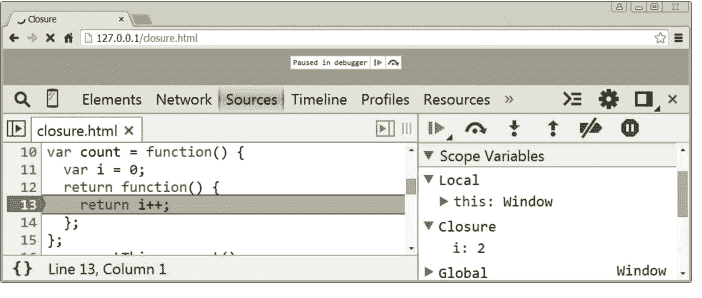 Closure
127.0.0.1/closure.html
Paused in debugger
Elements Network Sources Timeline Profiles Resources »
closure.html ×
10 var count = function() {
11 var i = 0;
12 return function() {
13 return i++;
14 };
15 };
{} Line 13, Column 1
Scope Variables
Local
this: Window
Closure
i: 2
Global Window